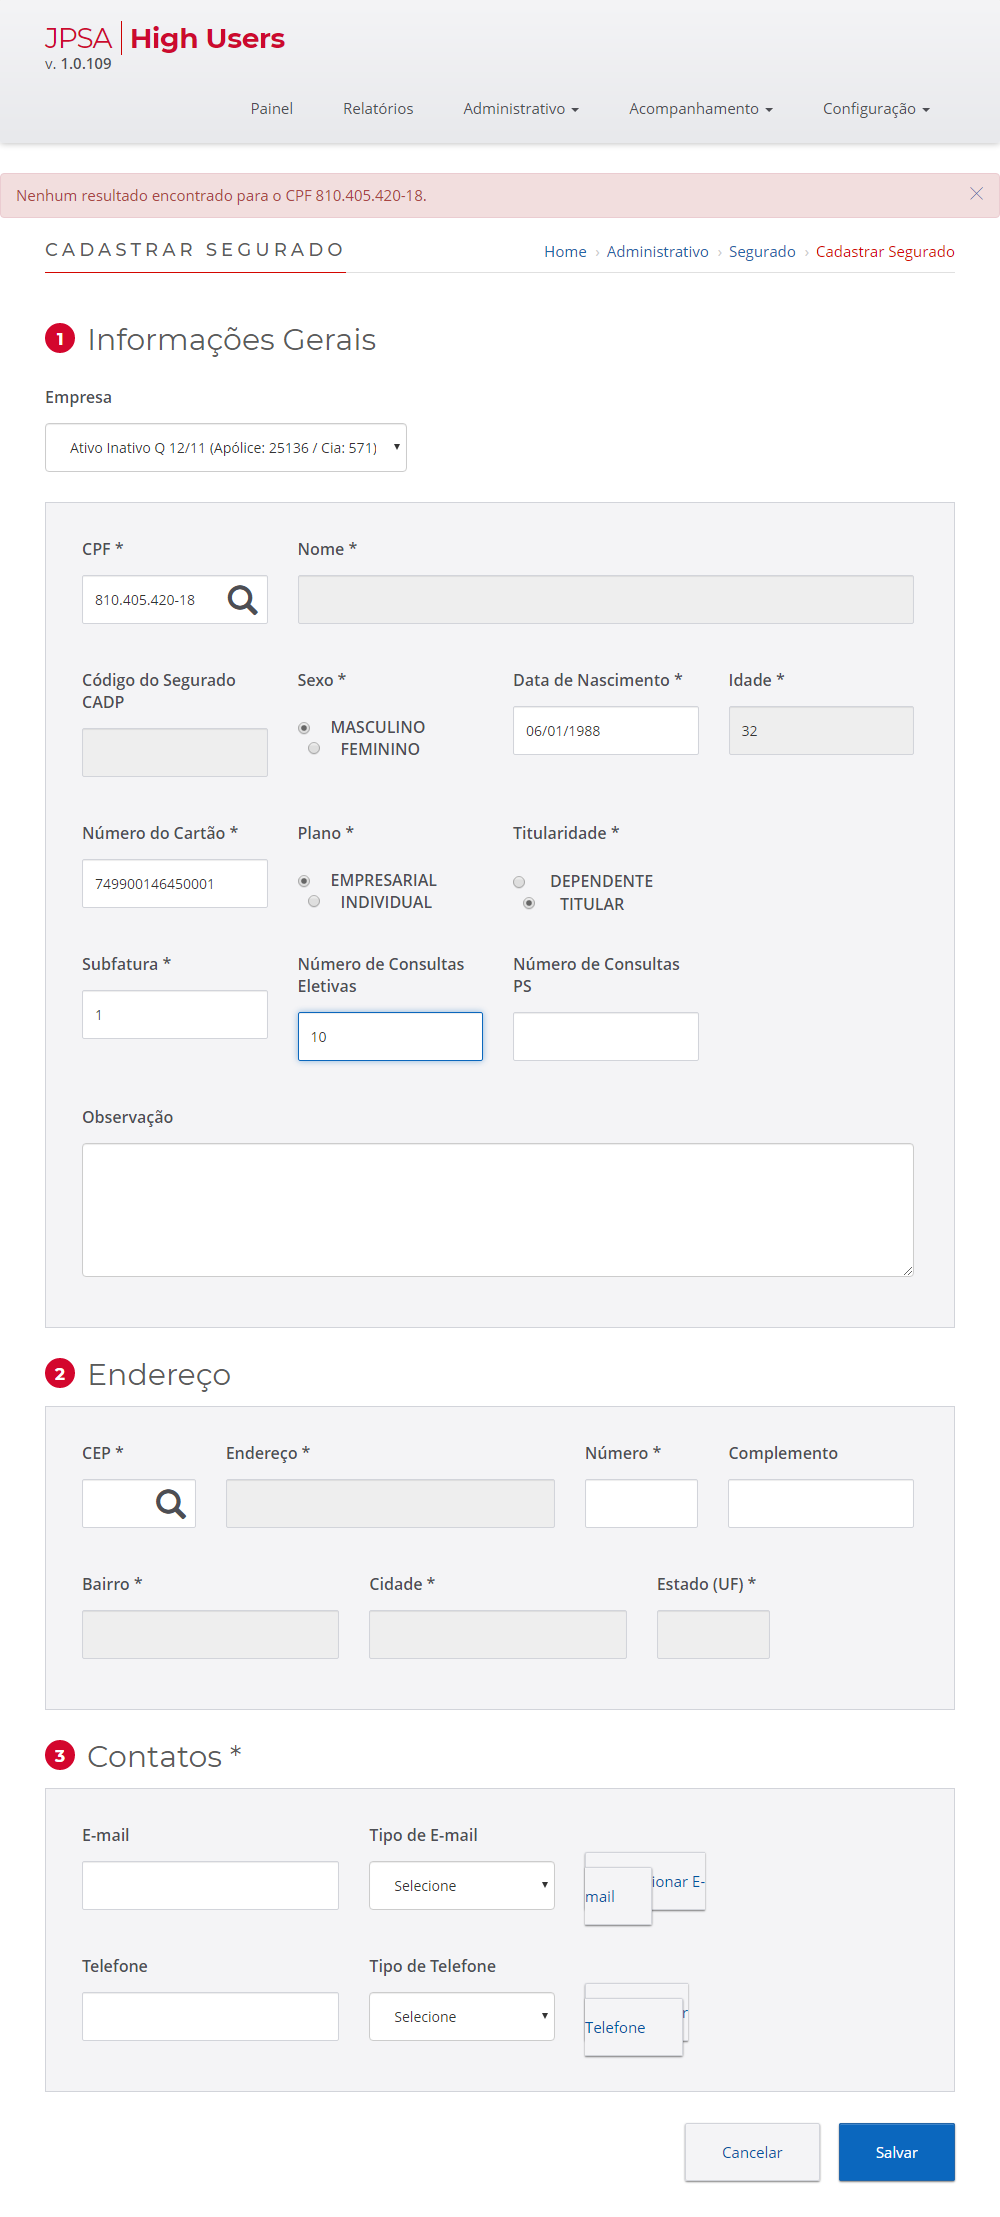 JPSA | High Users
v. 1.0.109
Painel Relatórios Administrativo Acompanhamento Configuração
Nenhum resultado encontrado para o CPF 810.405.420-18.
CADASTRAR SEGURADO
Home › Administrativo › Segurado › Cadastrar Segurado
1 Informações Gerais
Empresa
Ativo Inativo Q 12/11 (Apólice: 25136 / Cia: 571)
CPF * Nome *
810.405.420-18
Código do Segurado CADP
Sexo *
MASCULINO
FEMININO
Data de Nascimento *
06/01/1988
Idade *
32
Número do Cartão *
749900146450001
Plano *
EMPRESARIAL
INDIVIDUAL
Titularidade *
DEPENDENTE
TITULAR
Subfatura *
1
Número de Consultas
Eletivas
10
Número de Consultas
PS
Observação
2 Endereço
CEP * Endereço * Número * Complemento
Bairro * Cidade * Estado (UF) *
3 Contatos *
E-mail Tipo de E-mail
Selecione
ionar E-
mail
Telefone Tipo de Telefone
Selecione
r
Telefone
Cancelar Salvar